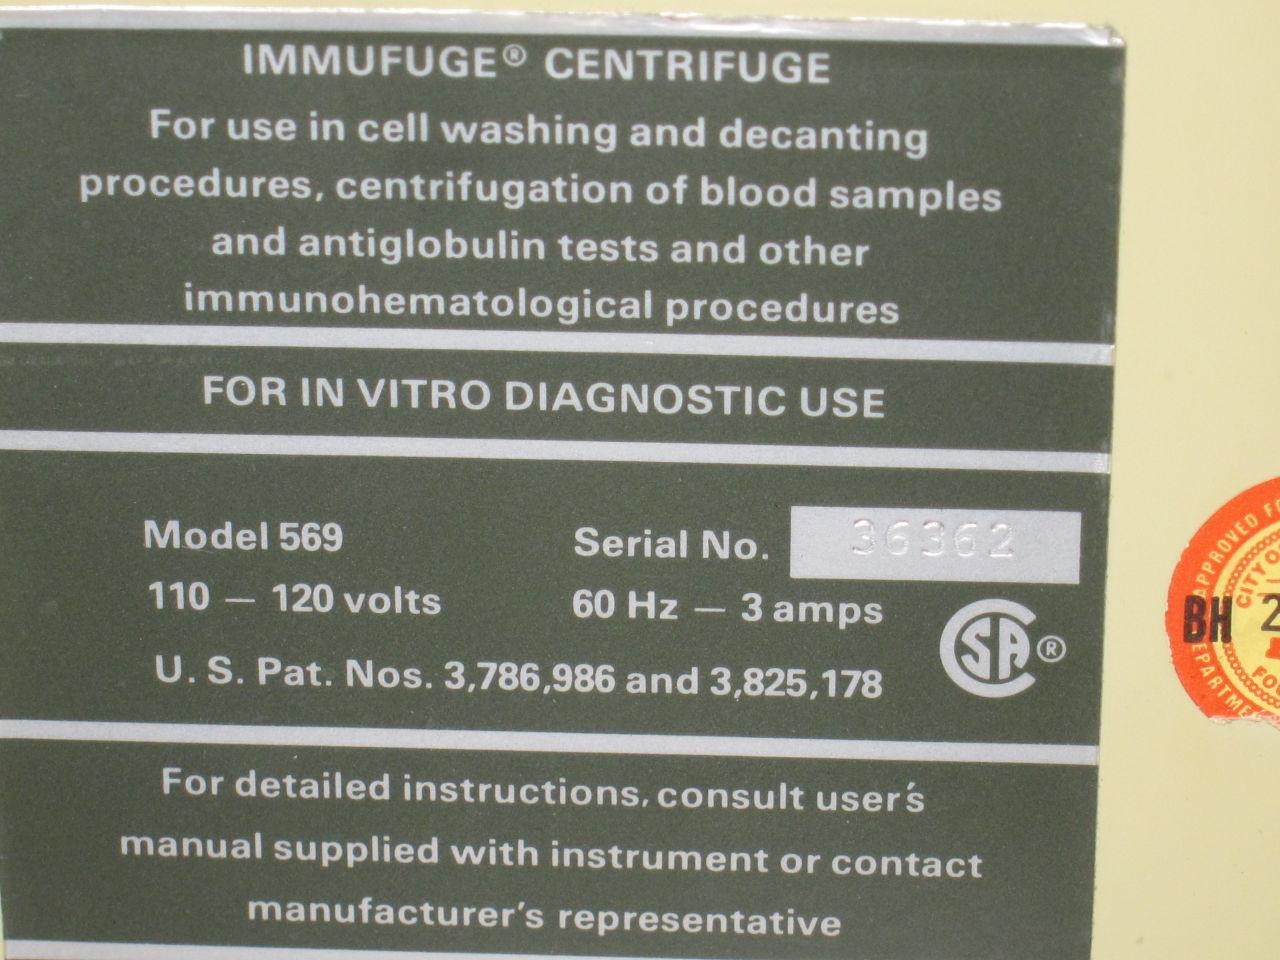 IMMUFUGE® CENTRIFUGE
For use in cell washing and decanting
procedures, centrifugation of blood samples
and antiglobulin tests and other
immunohematological procedures
FOR IN VITRO DIAGNOSTIC USE
Model 569
Serial No. 36362
110 — 120 volts
60 Hz — 3 amps
SA®
U. S. Pat. Nos. 3,786,986 and 3,825,178
For detailed instructions, consult user's
manual supplied with instrument or contact
manufacturer's representative
APPROVED
CITY
BH 2